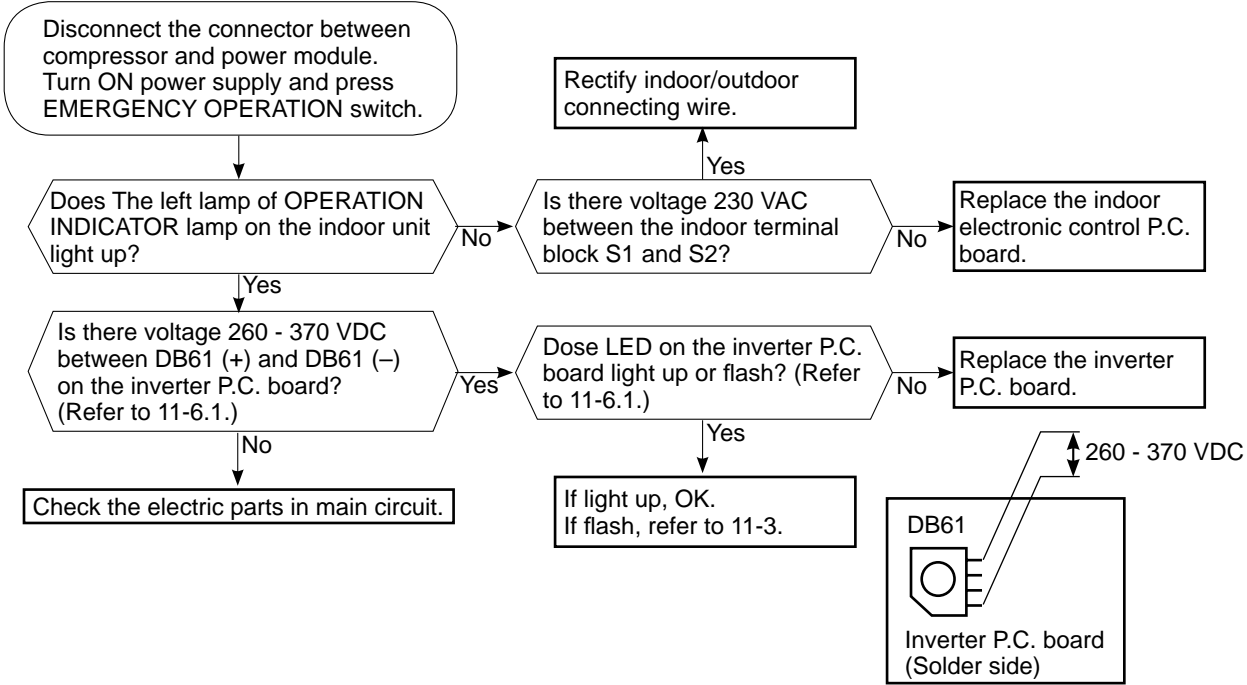 Disconnect the connector between
compressor and power module.
Turn ON power supply and press
EMERGENCY OPERATION switch.
Rectify indoor/outdoor
connecting wire.
Yes
Does The left lamp of OPERATION
INDICATOR lamp on the indoor unit
light up?
No
Is there voltage 230 VAC
between the indoor terminal
block S1 and S2?
No
Replace the indoor
electronic control P.C.
board.
Yes
Is there voltage 260 - 370 VDC
between DB61 (+) and DB61 (–)
on the inverter P.C. board?
(Refer to 11-6.1.)
Yes
Dose LED on the inverter P.C.
board light up or flash? (Refer
to 11-6.1.)
No
Replace the inverter
P.C. board.
No
Yes
Check the electric parts in main circuit.
If light up, OK.
If flash, refer to 11-3.
260 - 370 VDC
DB61
Inverter P.C. board
(Solder side)